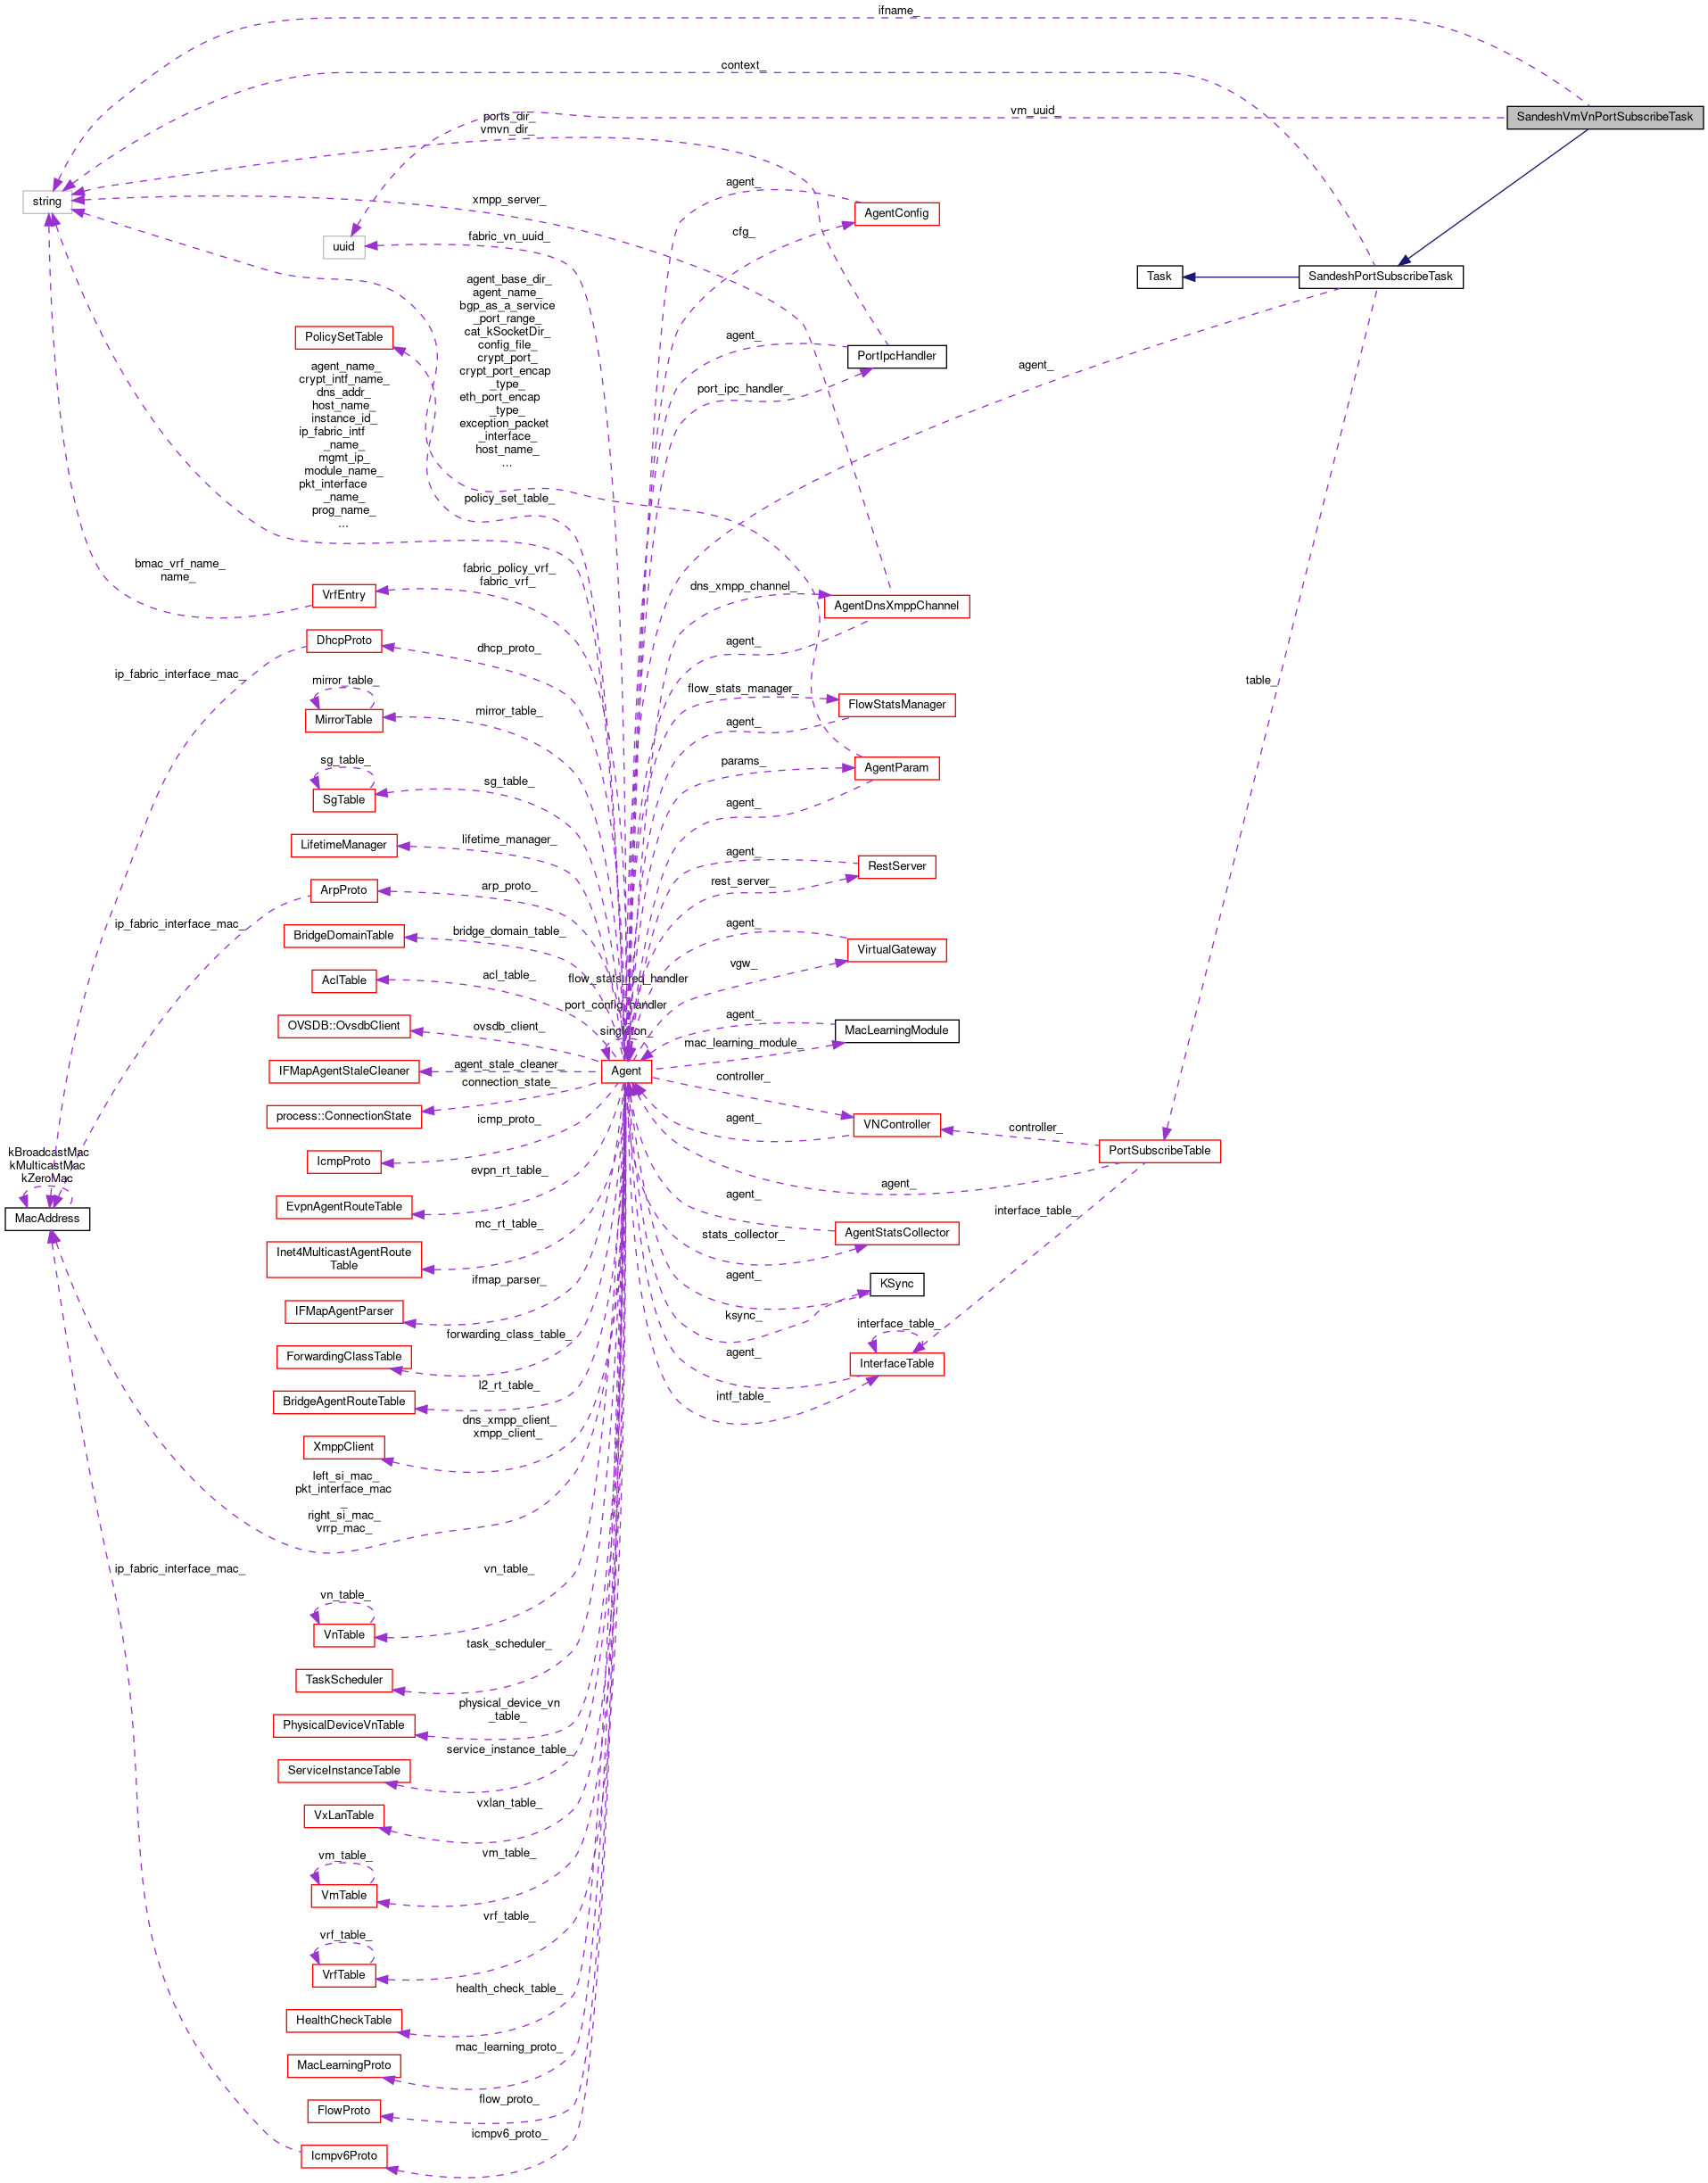 ifname_
context_
vm_uuid_
SandeshVmVnPortSubscribeTask
ports_dir_
vmvn_dir_
string
xmpp_server_
agent_
AgentConfig
uuid
fabric_vn_uuid_
cfg_
Task
SandeshPortSubscribeTask
agent_base_dir_
agent_name_
bgp_as_a_service
_port_range_
cat_kSocketDir_
config_file_
crypt_port_
crypt_port_encap
_type_
eth_port_encap
_type_
exception_packet
_interface_
host_name_
...
PolicySetTable
agent_
PortIpcHandler
agent_
port_ipc_handler_
agent_name_
crypt_intf_name_
dns_addr_
host_name_
instance_id_
ip_fabric_intf
_name_
mgmt_ip_
module_name_
pkt_interface
_name_
prog_name_
...
policy_set_table_
bmac_vrf_name_
name_
VrfEntry
fabric_policy_vrf_
fabric_vrf_
dns_xmpp_channel_
AgentDnsXmppChannel
DhcpProto
dhcp_proto_
agent_
ip_fabric_interface_mac_
mirror_table_
MirrorTable
mirror_table_
flow_stats_manager_
FlowStatsManager
agent_
table_
sg_table_
SgTable
sg_table_
params_
AgentParam
agent_
LifetimeManager
lifetime_manager_
agent_
RestServer
rest_server_
ArpProto
arp_proto_
ip_fabric_interface_mac_
BridgeDomainTable
bridge_domain_table_
agent_
VirtualGateway
vgw_
AclTable
acl_table_
flow_stats_req_handler
port_config_handler
singleton_
OVSDB::OvsdbClient
ovsdb_client_
agent_
MacLearningModule
mac_learning_module_
IFMapAgentStaleCleaner
agent_stale_cleaner_
Agent
controller_
process::ConnectionState
connection_state_
agent_
VNController
controller_
PortSubscribeTable
IcmpProto
icmp_proto_
kBroadcastMac
kMulticastMac
kZeroMac
MacAddress
EvpnAgentRouteTable
evpn_rt_table_
agent_
agent_
interface_table_
Inet4MulticastAgentRoute
Table
mc_rt_table_
stats_collector_
AgentStatsCollector
IFMapAgentParser
ifmap_parser_
agent_
KSync
ksync_
ForwardingClassTable
forwarding_class_table_
agent_
interface_table_
InterfaceTable
BridgeAgentRouteTable
l2_rt_table_
intf_table_
XmppClient
dns_xmpp_client_
xmpp_client_
left_si_mac_
pkt_interface_mac
_
right_si_mac_
vrrp_mac_
ip_fabric_interface_mac_
vn_table_
vn_table_
VnTable
TaskScheduler
task_scheduler_
PhysicalDeviceVnTable
physical_device_vn
_table_
ServiceInstanceTable
service_instance_table_
VxLanTable
vxlan_table_
vm_table_
VmTable
vm_table_
vrf_table_
VrfTable
vrf_table_
HealthCheckTable
health_check_table_
MacLearningProto
mac_learning_proto_
FlowProto
flow_proto_
Icmpv6Proto
icmpv6_proto_